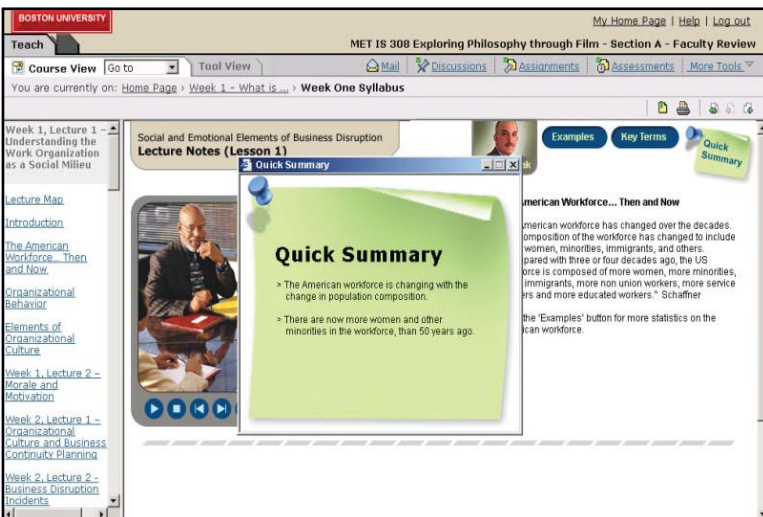 BOSTON UNIVERSITY
My Home Page | Help | Log out
Teach
MET IS 308 Exploring Philosophy through Film - Section A - Faculty Review
Course View Go to
Tool View
Mail Discussions Assignments Assessments More Tools
You are currently on: Home Page › Week 1 - What is ... › Week One Syllabus
Week 1, Lecture 1 –
Understanding the
Work Organization
as a Social Milieu
Lecture Map
Introduction
The American
Workforce... Then
and Now
Organizational
Behavior
Elements of
Organizational
Culture
Week 1, Lecture 2 –
Morale and
Motivation
Week 2, Lecture 1 –
Organizational
Culture and Business
Continuity Planning
Week 2, Lecture 2 -
Business Disruption
Incidents
Social and Emotional Elements of Business Disruption
Lecture Notes (Lesson 1)
Examples
Key Terms
Quick
Summary
Quick Summary
Quick Summary
> The American workforce is changing with the
change in population composition.
> There are now more women and other
minorities in the workforce, than 50 years ago.
American Workforce... Then and Now
American workforce has changed over the decades.
composition of the workforce has changed to include
women, minorities, immigrants, and others.
with three or four decades ago, the US
is composed of more women, more minorities,
immigrants, more non union workers, more service
and more educated workers." Schaffner
the 'Examples' button for more statistics on the
workforce.